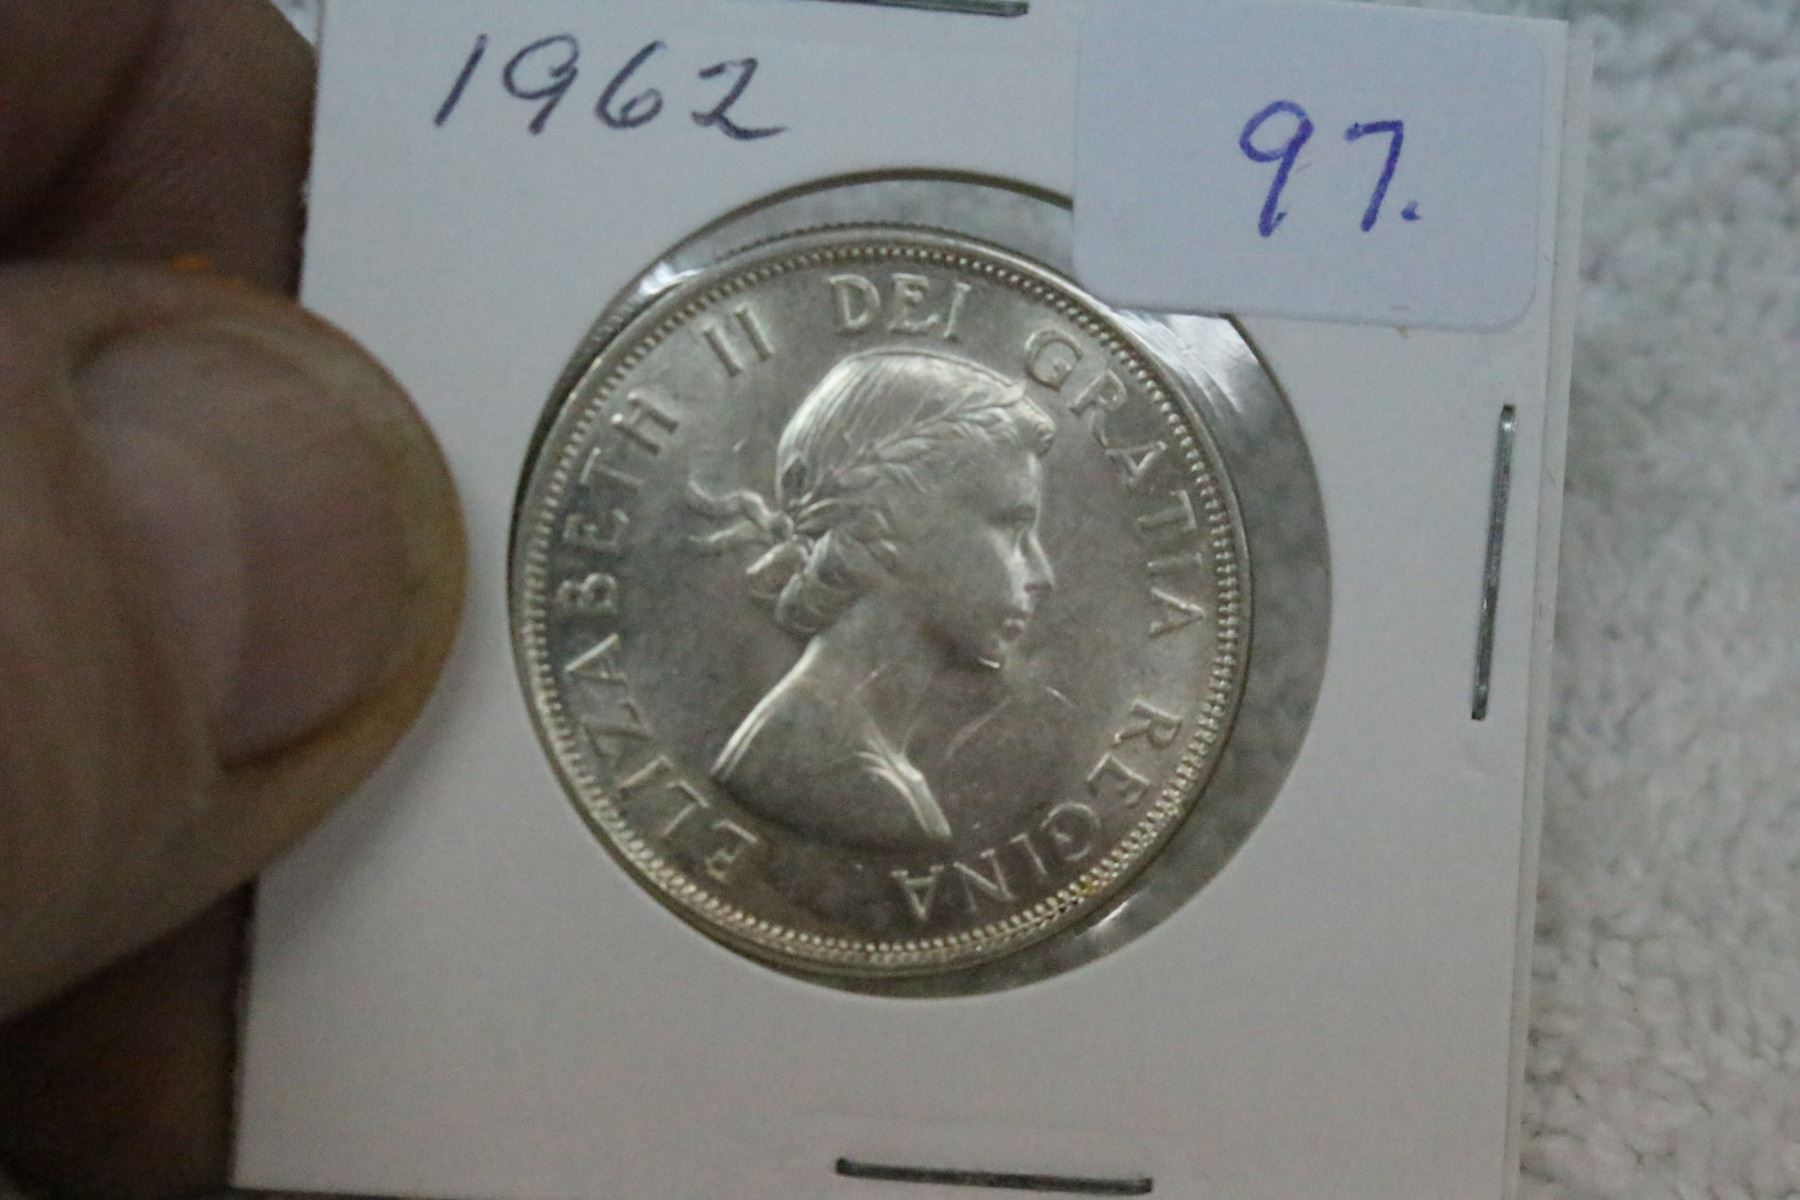 1962
97.
ELIZABETH II DEI GRATIA REGINA